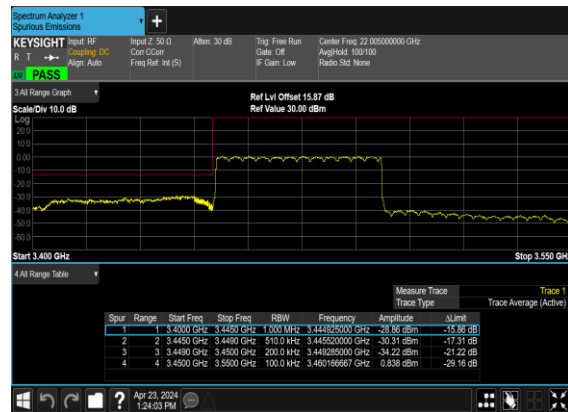 Spectrum Analyzer 1
Spurious Emissions
KEYSIGHT Input: RF Input Z: 50 Ω Atten: 30 dB Trig: Free Run Center Freq: 22.005000000 GHz
R T Coupling: DC Corr CCorr Gate: Off Avg|Hold: 100/100
Align: Auto Freq Ref: Int (S) IF Gain: Low Radio Std: None
PASS
3 All Range Graph
Ref Lvl Offset 15.87 dB
Scale/Div 10.0 dB Ref Value 30.00 dBm
Log
20.0
10.0
0.00
-10.0
-20.0
-30.0
-40.0
-50.0
-60.0
Start 3.400 GHz Stop 3.550 GHz
4 All Range Table
Measure Trace Trace 1
Trace Type Trace Average (Active)
Spur Range Start Freq Stop Freq RBW Frequency Amplitude ΔLimit
1 1 3.4000 GHz 3.4450 GHz 1.000 MHz 3.444925000 GHz -28.86 dBm -15.86 dB
2 2 3.4450 GHz 3.4490 GHz 510.0 kHz 3.445520000 GHz -30.31 dBm -17.31 dB
3 3 3.4490 GHz 3.4500 GHz 200.0 kHz 3.449285000 GHz -34.22 dBm -21.22 dB
4 4 3.4500 GHz 3.5500 GHz 100.0 kHz 3.460166667 GHz 0.838 dBm -29.16 dB
Apr 23, 2024
1:24:03 PM